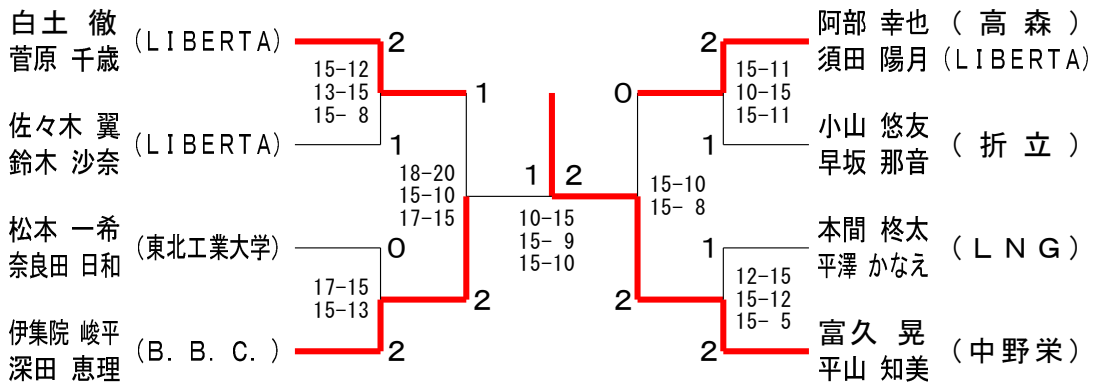 白土 徹
菅原 千歳
(LIBERTA)
2
15-12
13-15
15- 8
1
佐々木 翼
鈴木 沙奈
(LIBERTA)
1
18-20
15-10
17-15
松本 一希
奈良田 日和
(東北工業大学)
0
17-15
15-13
2
伊集院 峻平
深田 恵理
(B. B. C.)
2
1
2
10-15
15- 9
15-10
阿部 幸也 ( 高 森 )
須田 陽月 (LIBERTA)
2
15-11
10-15
15-11
0
小山 悠友
早坂 那音
( 折 立 )
1
15-10
15- 8
本間 柊太
平澤 かなえ
( L N G )
1
12-15
15-12
15- 5
2
富久 晃
平山 知美
( 中野栄 )
2